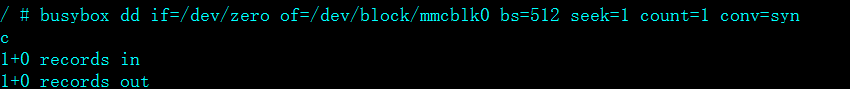 / # busybox dd if=/dev/zero of=/dev/block/mmcblk0 bs=512 seek=1 count=1 conv=syn
c
1+0 records in
1+0 records out